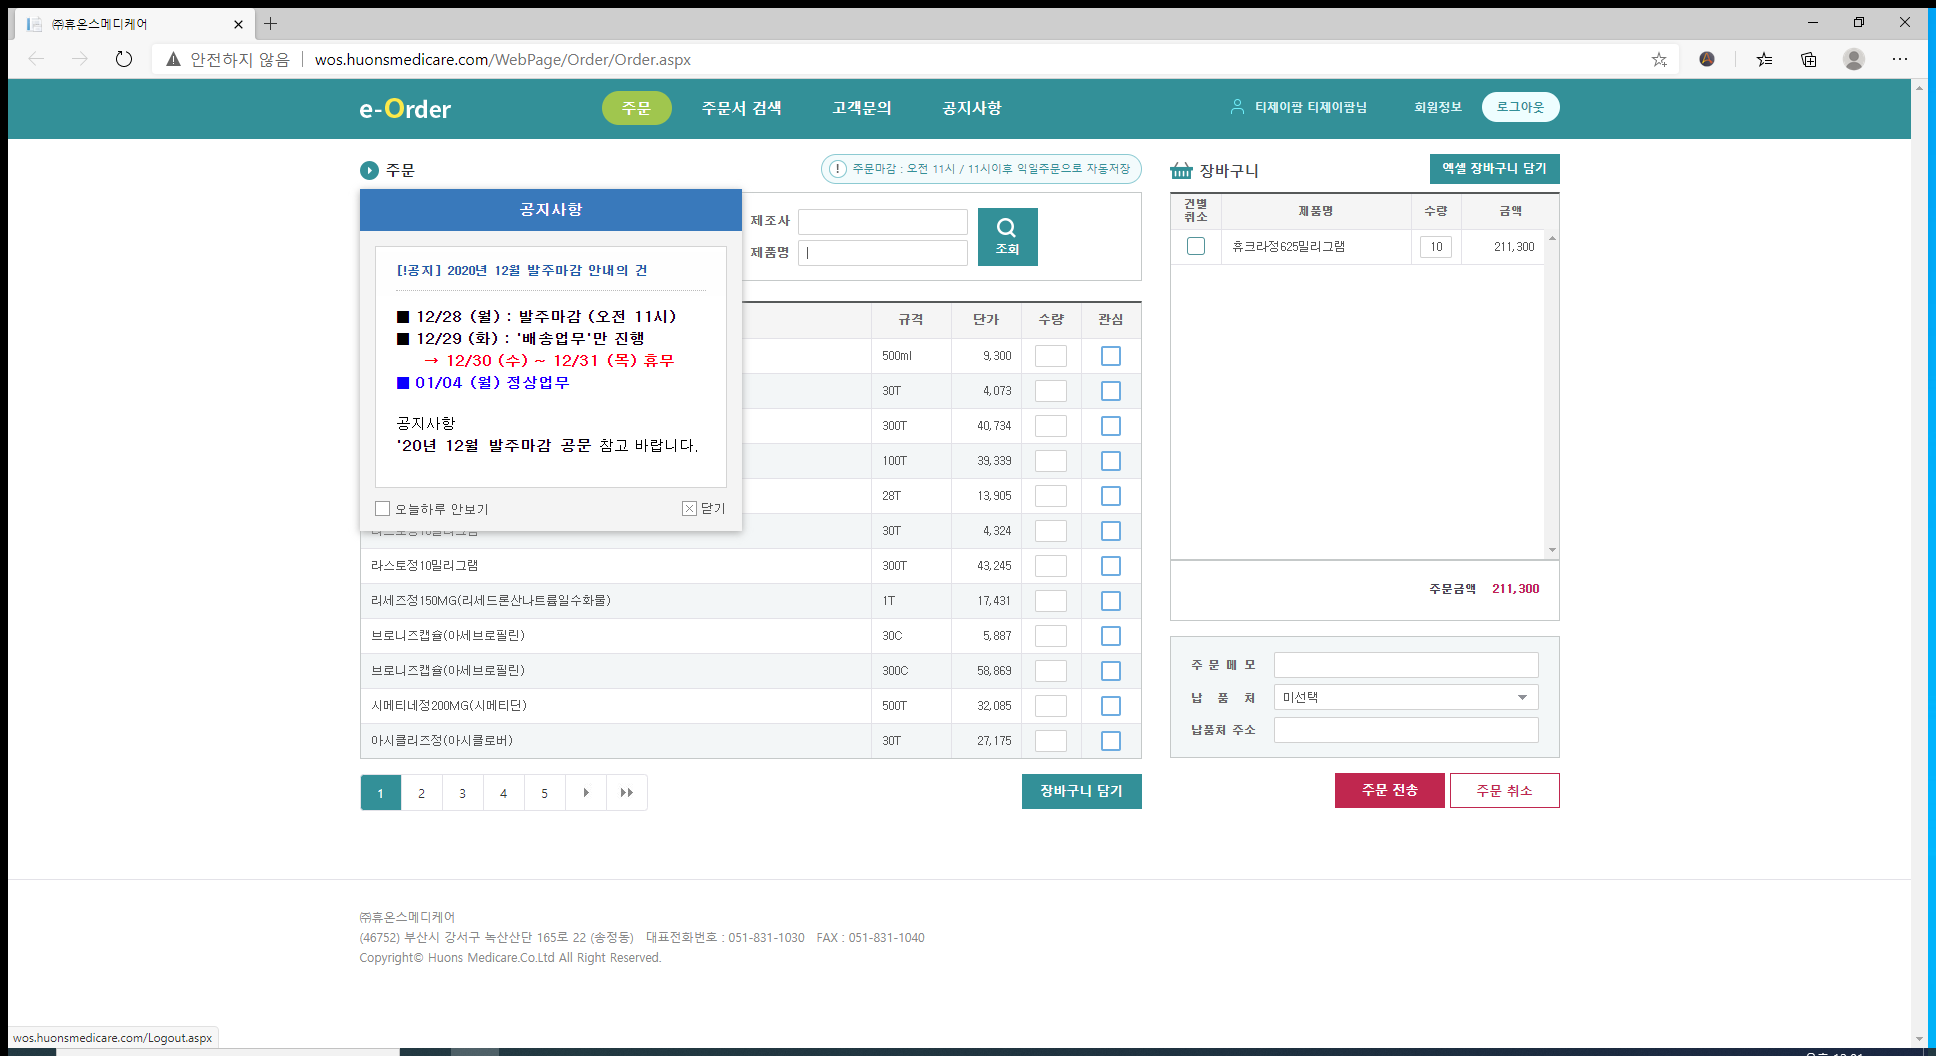 ㈜휴온스메디케어
안전하지 않음 wos.huonsmedicare.com/WebPage/Order/Order.aspx
e-Order 주문 주문서 검색 고객문의 공지사항 티제이팜 티제이팜님 회원정보 로그아웃
주문 주문마감 : 오전 11시 / 11시이후 익일주문으로 자동저장
제조사
제품명
조회
공지사항
[!공지] 2020년 12월 발주마감 안내의 건
■ 12/28 (월) : 발주마감 (오전 11시)
■ 12/29 (화) : '배송업무'만 진행
→ 12/30 (수) ~ 12/31 (목) 휴무
■ 01/04 (월) 정상업무
공지사항
'20년 12월 발주마감 공문 참고 바랍니다.
오늘하루 안보기 닫기
규격 단가 수량 관심
500ml 9,300
30T 4,073
300T 40,734
100T 39,339
28T 13,905
30T 4,324
라스토정10밀리그램 300T 43,245
리세즈정150MG(리세드론산나트륨일수화물) 1T 17,431
브로니즈캡슐(아세브로필린) 30C 5,887
브로니즈캡슐(아세브로필린) 300C 58,869
시메티네정200MG(시메티딘) 500T 32,085
아시클리즈정(아시클로버) 30T 27,175
1 2 3 4 5
장바구니 담기
장바구니 엑셀 장바구니 담기
건별 취소 제품명 수량 금액
휴크라정625밀리그램 10 211,300
주문금액 211,300
주 문 메 모
납 품 처 미선택
납품처 주소
주문 전송 주문 취소
㈜휴온스메디케어
(46752) 부산시 강서구 녹산산단 165로 22 (송정동) 대표전화번호 : 051-831-1030 FAX : 051-831-1040
Copyright© Huons Medicare.Co.Ltd All Right Reserved.
wos.huonsmedicare.com/Logout.aspx